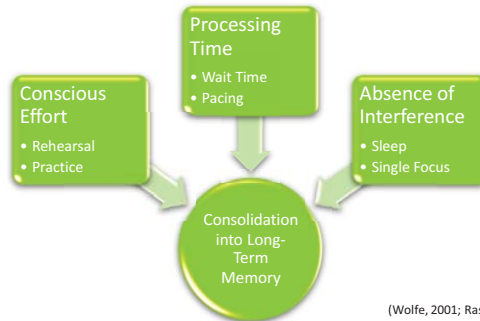 Processing
Time
• Wait Time
• Pacing
Conscious
Effort
• Rehearsal
• Practice
Absence of
Interference
• Sleep
• Single Focus
Consolidation
into Long-
Term
Memory
(Wolfe, 2001; Ras